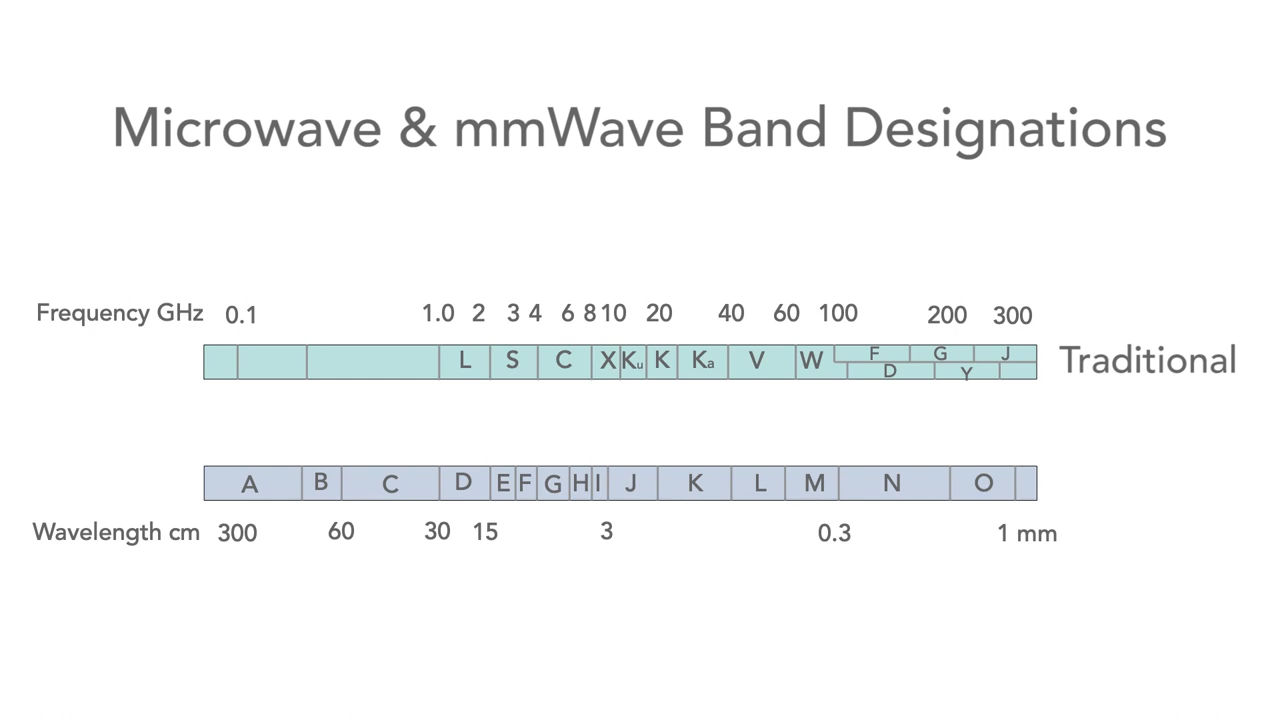 Microwave & mmWave Band Designations
Frequency GHz 0.1 1.0 2 3 4 6 8 10 20 40 60 100 200 300
L S C X Ku K Ka V W F G J
D Y
Traditional
A B C D E F G H I J K L M N O
Wavelength cm 300 60 30 15 3 0.3 1 mm